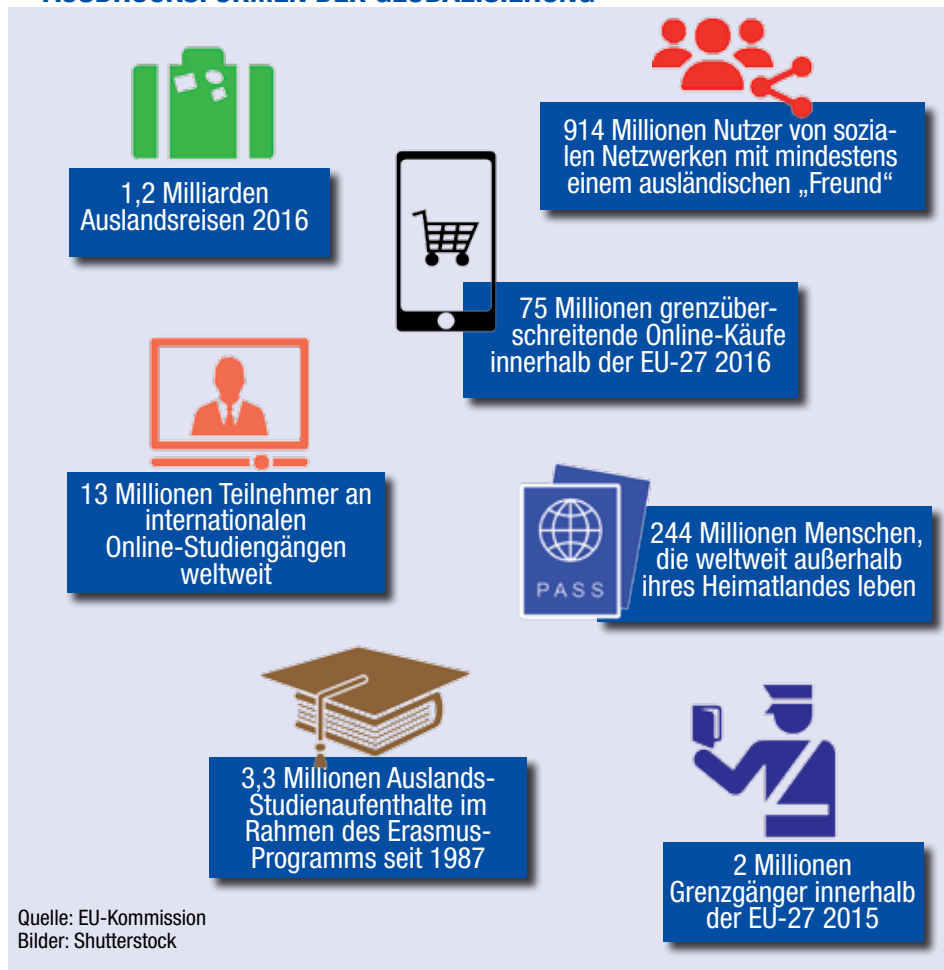 AUSDRUCKSFORMEN DER GLOBALISIERUNG
1,2 Milliarden
Auslandsreisen 2016
914 Millionen Nutzer von sozia-
len Netzwerken mit mindestens
einem ausländischen „Freund“
75 Millionen grenzüber-
schreitende Online-Käufe
innerhalb der EU-27 2016
13 Millionen Teilnehmer an
internationalen
Online-Studiengängen
weltweit
PASS
244 Millionen Menschen,
die weltweit außerhalb
ihres Heimatlandes leben
3,3 Millionen Auslands-
Studienaufenthalte im
Rahmen des Erasmus-
Programms seit 1987
2 Millionen
Grenzgänger innerhalb
der EU-27 2015
Quelle: EU-Kommission
Bilder: Shutterstock